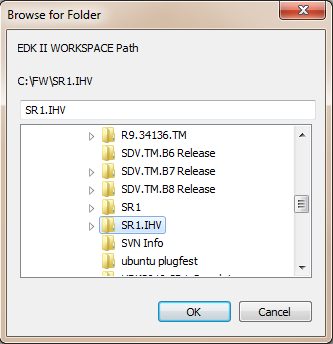 Browse for Folder
EDK II WORKSPACE Path
C:\FW\SR1.IHV
SR1.IHV
R9.34136.TM
SDV.TM.B6 Release
SDV.TM.B7 Release
SDV.TM.B8 Release
SR1
SR1.IHV
SVN Info
ubuntu plugfest
OK
Cancel